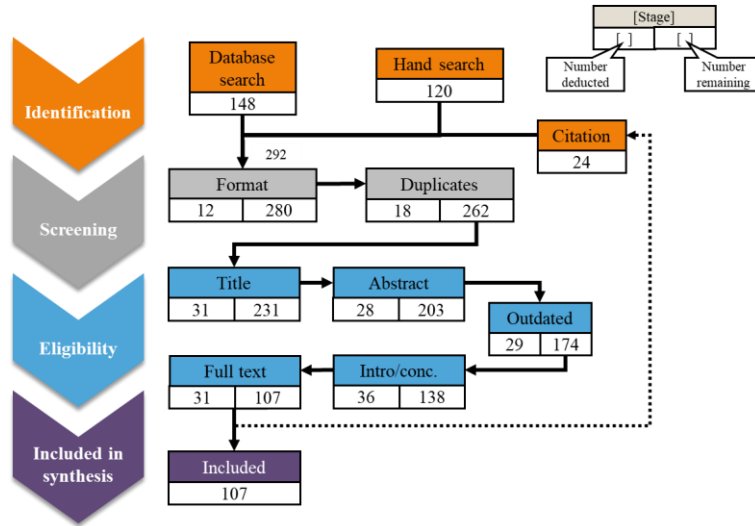 [Stage]
[ ] [ ]
Number
deducted
Number
remaining
Identification
Database
search
148
Hand search
120
Citation
24
292
Screening
Format
12 280
Duplicates
18 262
Eligibility
Title
31 231
Abstract
28 203
Outdated
29 174
Full text
31 107
Intro/conc.
36 138
Included in
synthesis
Included
107